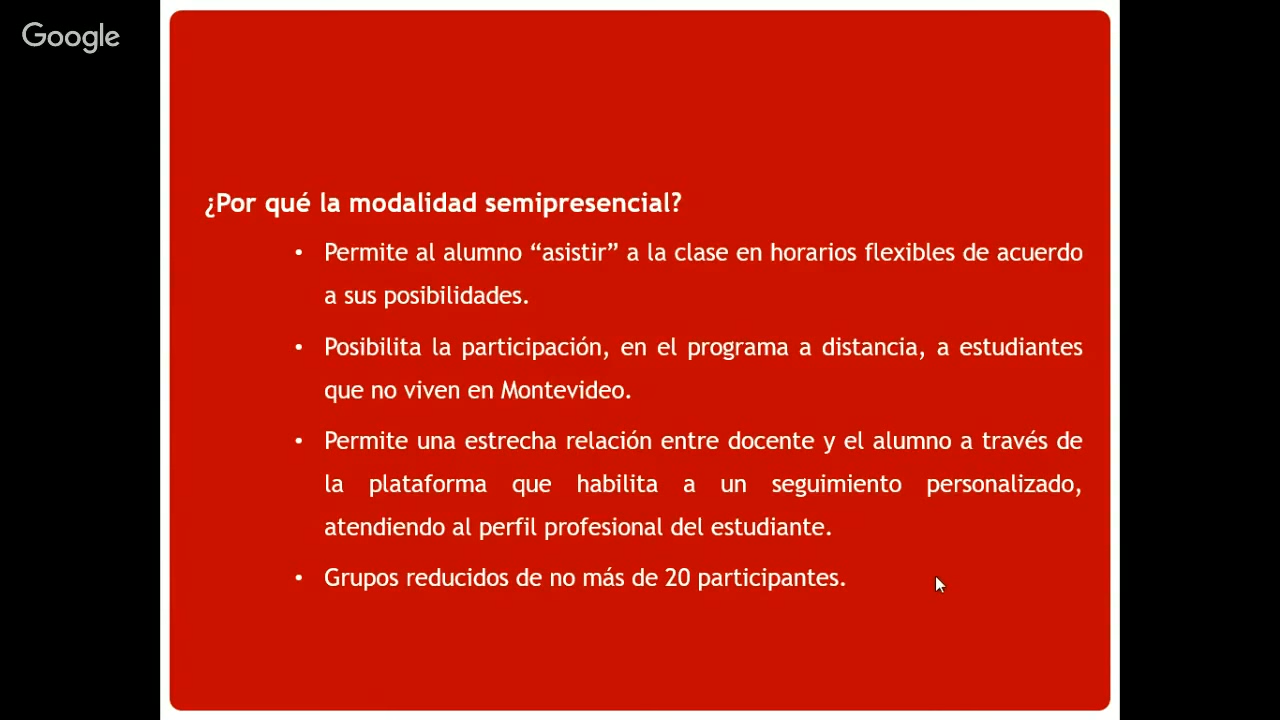 Google
¿Por qué la modalidad semipresencial?
• Permite al alumno “asistir” a la clase en horarios flexibles de acuerdo
a sus posibilidades.
• Posibilita la participación, en el programa a distancia, a estudiantes
que no viven en Montevideo.
• Permite una estrecha relación entre docente y el alumno a través de
la plataforma que habilita a un seguimiento personalizado,
atendiendo al perfil profesional del estudiante.
• Grupos reducidos de no más de 20 participantes.